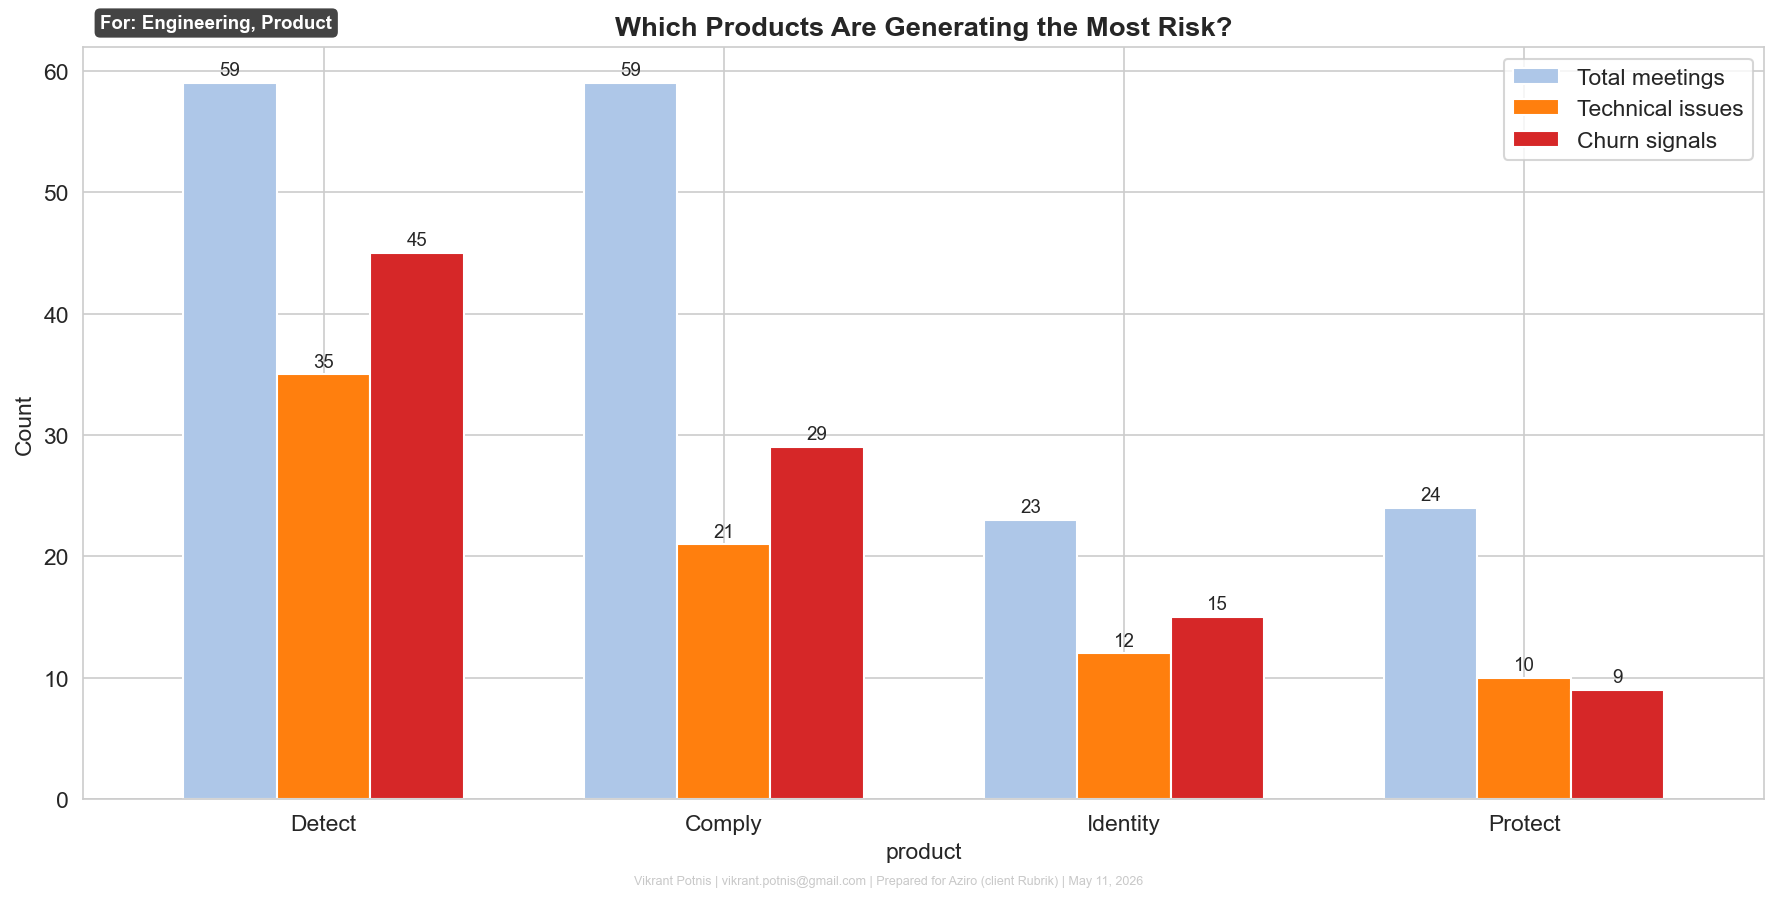 For: Engineering, Product
Which Products Are Generating the Most Risk?
Total meetings
Technical issues
Churn signals
Count
60
50
40
30
20
10
0
59
35
45
59
21
29
23
12
15
24
10
9
Detect
Comply
Identity
Protect
product
Vikrant Potnis | vikrant.potnis@gmail.com | Prepared for Aziro (client Rubrik) | May 11, 2026